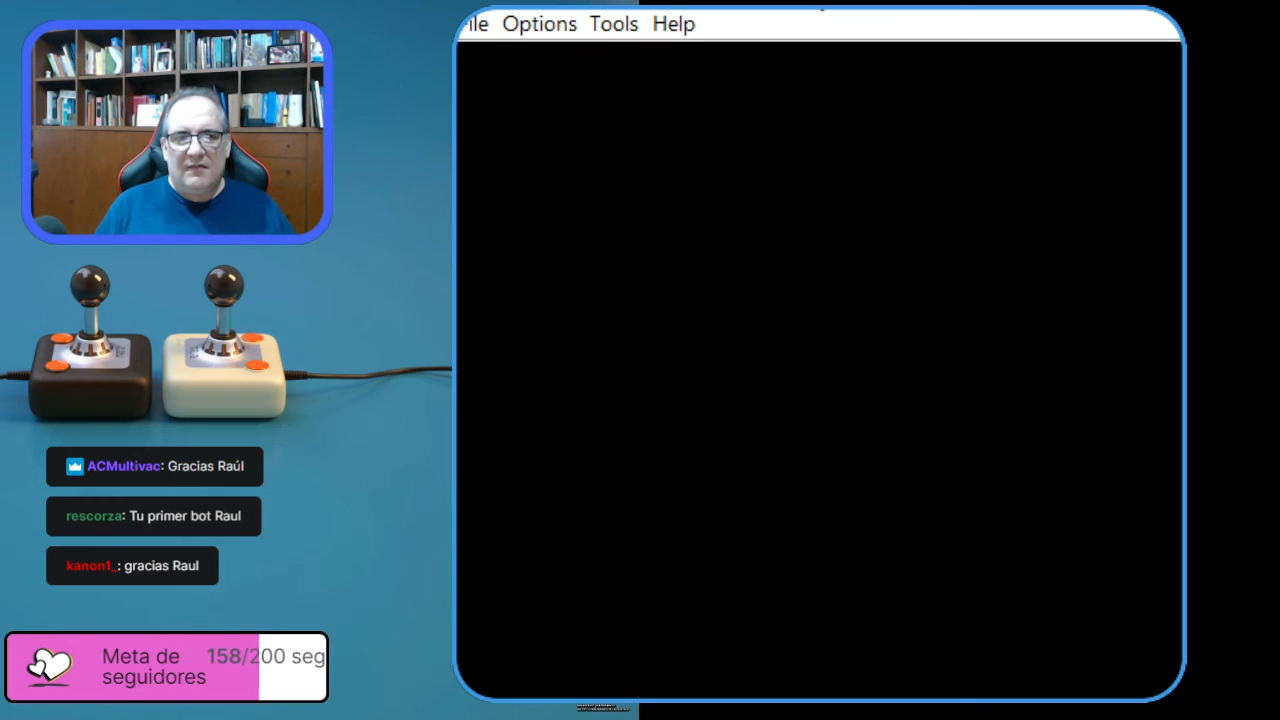 ile Options Tools Help
ACMultivac: Gracias Raúl
rescorza: Tu primer bot Raul
kanon1_: gracias Raul
Meta de
seguidores
158/200 seg